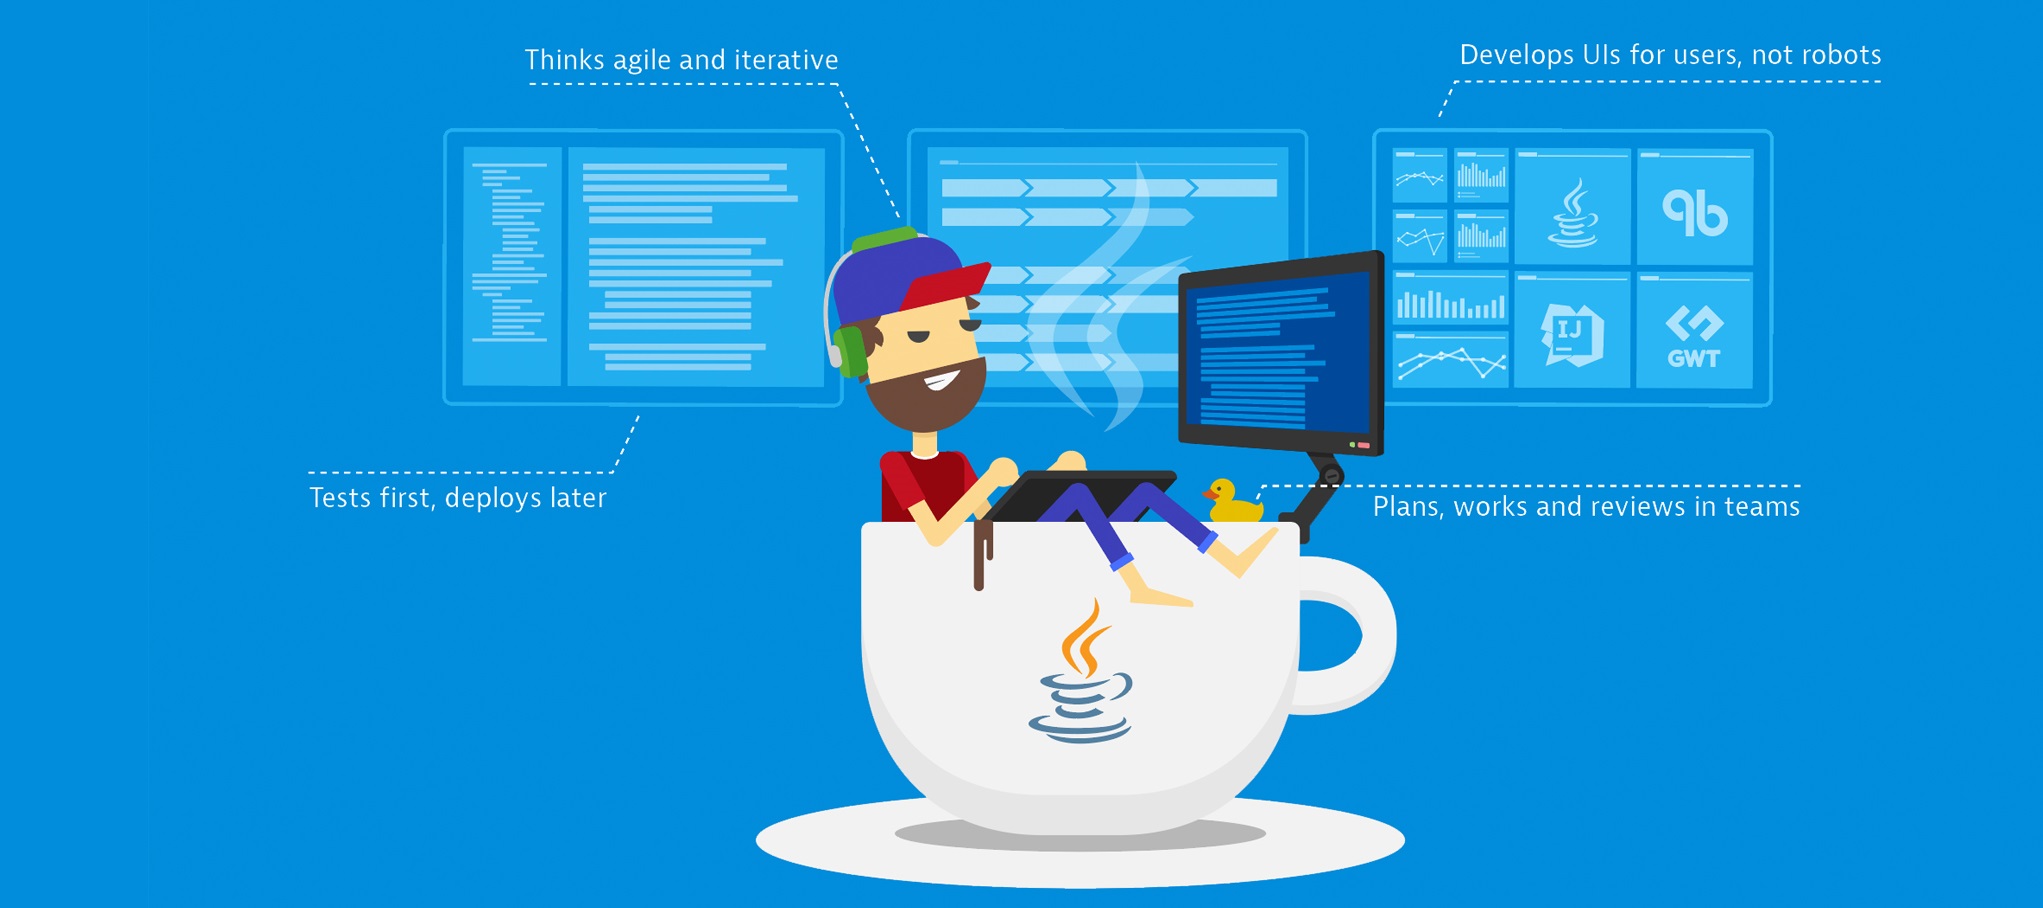 Thinks agile and iterative
Develops UIs for users, not robots
qb
IJ
GWT
Tests first, deploys later
Plans, works and reviews in teams